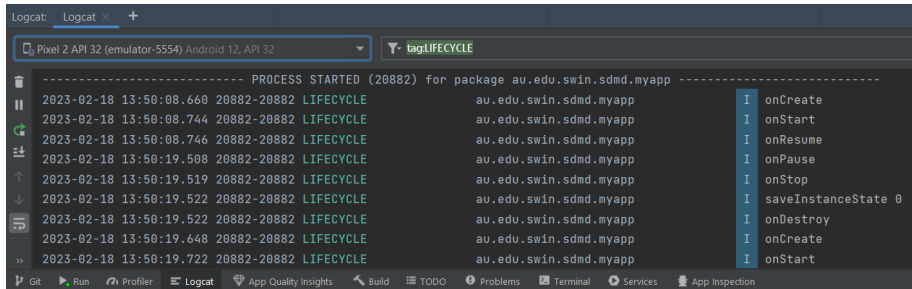 Logcat: Logcat × +
Pixel 2 API 32 (emulator-5554) Android 12, API 32 tag:LIFECYCLE
---------------------------- PROCESS STARTED (20882) for package au.edu.swin.sdmd.myapp ----------------------------
2023-02-18 13:50:08.660 20882-20882 LIFECYCLE au.edu.swin.sdmd.myapp I onCreate
2023-02-18 13:50:08.744 20882-20882 LIFECYCLE au.edu.swin.sdmd.myapp I onStart
2023-02-18 13:50:08.746 20882-20882 LIFECYCLE au.edu.swin.sdmd.myapp I onResume
2023-02-18 13:50:19.508 20882-20882 LIFECYCLE au.edu.swin.sdmd.myapp I onPause
2023-02-18 13:50:19.519 20882-20882 LIFECYCLE au.edu.swin.sdmd.myapp I onStop
2023-02-18 13:50:19.522 20882-20882 LIFECYCLE au.edu.swin.sdmd.myapp I saveInstanceState 0
2023-02-18 13:50:19.522 20882-20882 LIFECYCLE au.edu.swin.sdmd.myapp I onDestroy
2023-02-18 13:50:19.648 20882-20882 LIFECYCLE au.edu.swin.sdmd.myapp I onCreate
2023-02-18 13:50:19.722 20882-20882 LIFECYCLE au.edu.swin.sdmd.myapp I onStart
Git Run Profiler Logcat App Quality Insights Build TODO Problems Terminal Services App Inspection